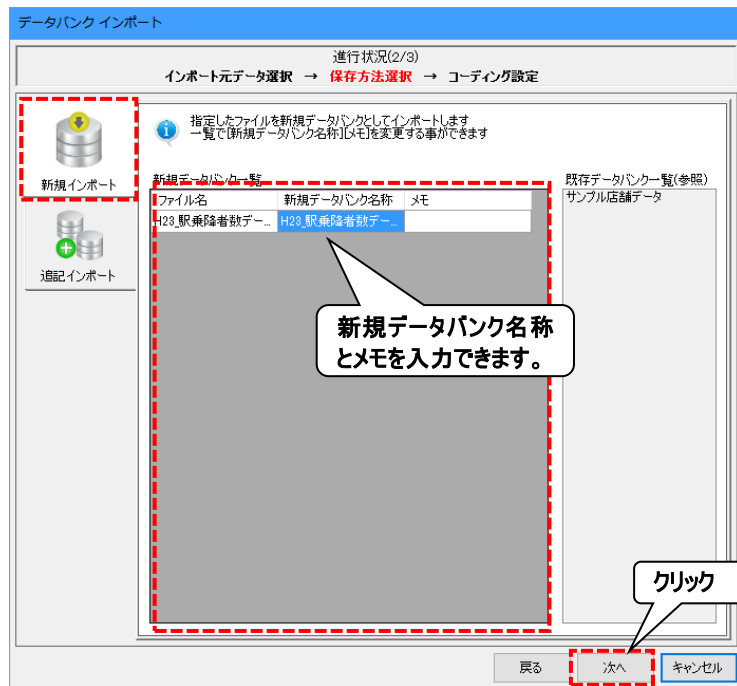 データバンク インポート
進行状況(2/3)
インポート元データ選択 → 保存方法選択 → コーディング設定
新規インポート
追記インポート
指定したファイルを新規データバンクとしてインポートします
一覧で[新規データバンク名称][メモ]を変更する事ができます
新規データバンク一覧
ファイル名 新規データバンク名称 メモ
H23_駅乗降者数デー... H23_駅乗降者数デー...
既存データバンク一覧(参照)
サンプル店舗データ
新規データバンク名称
とメモを入力できます。
クリック
戻る 次へ キャンセル